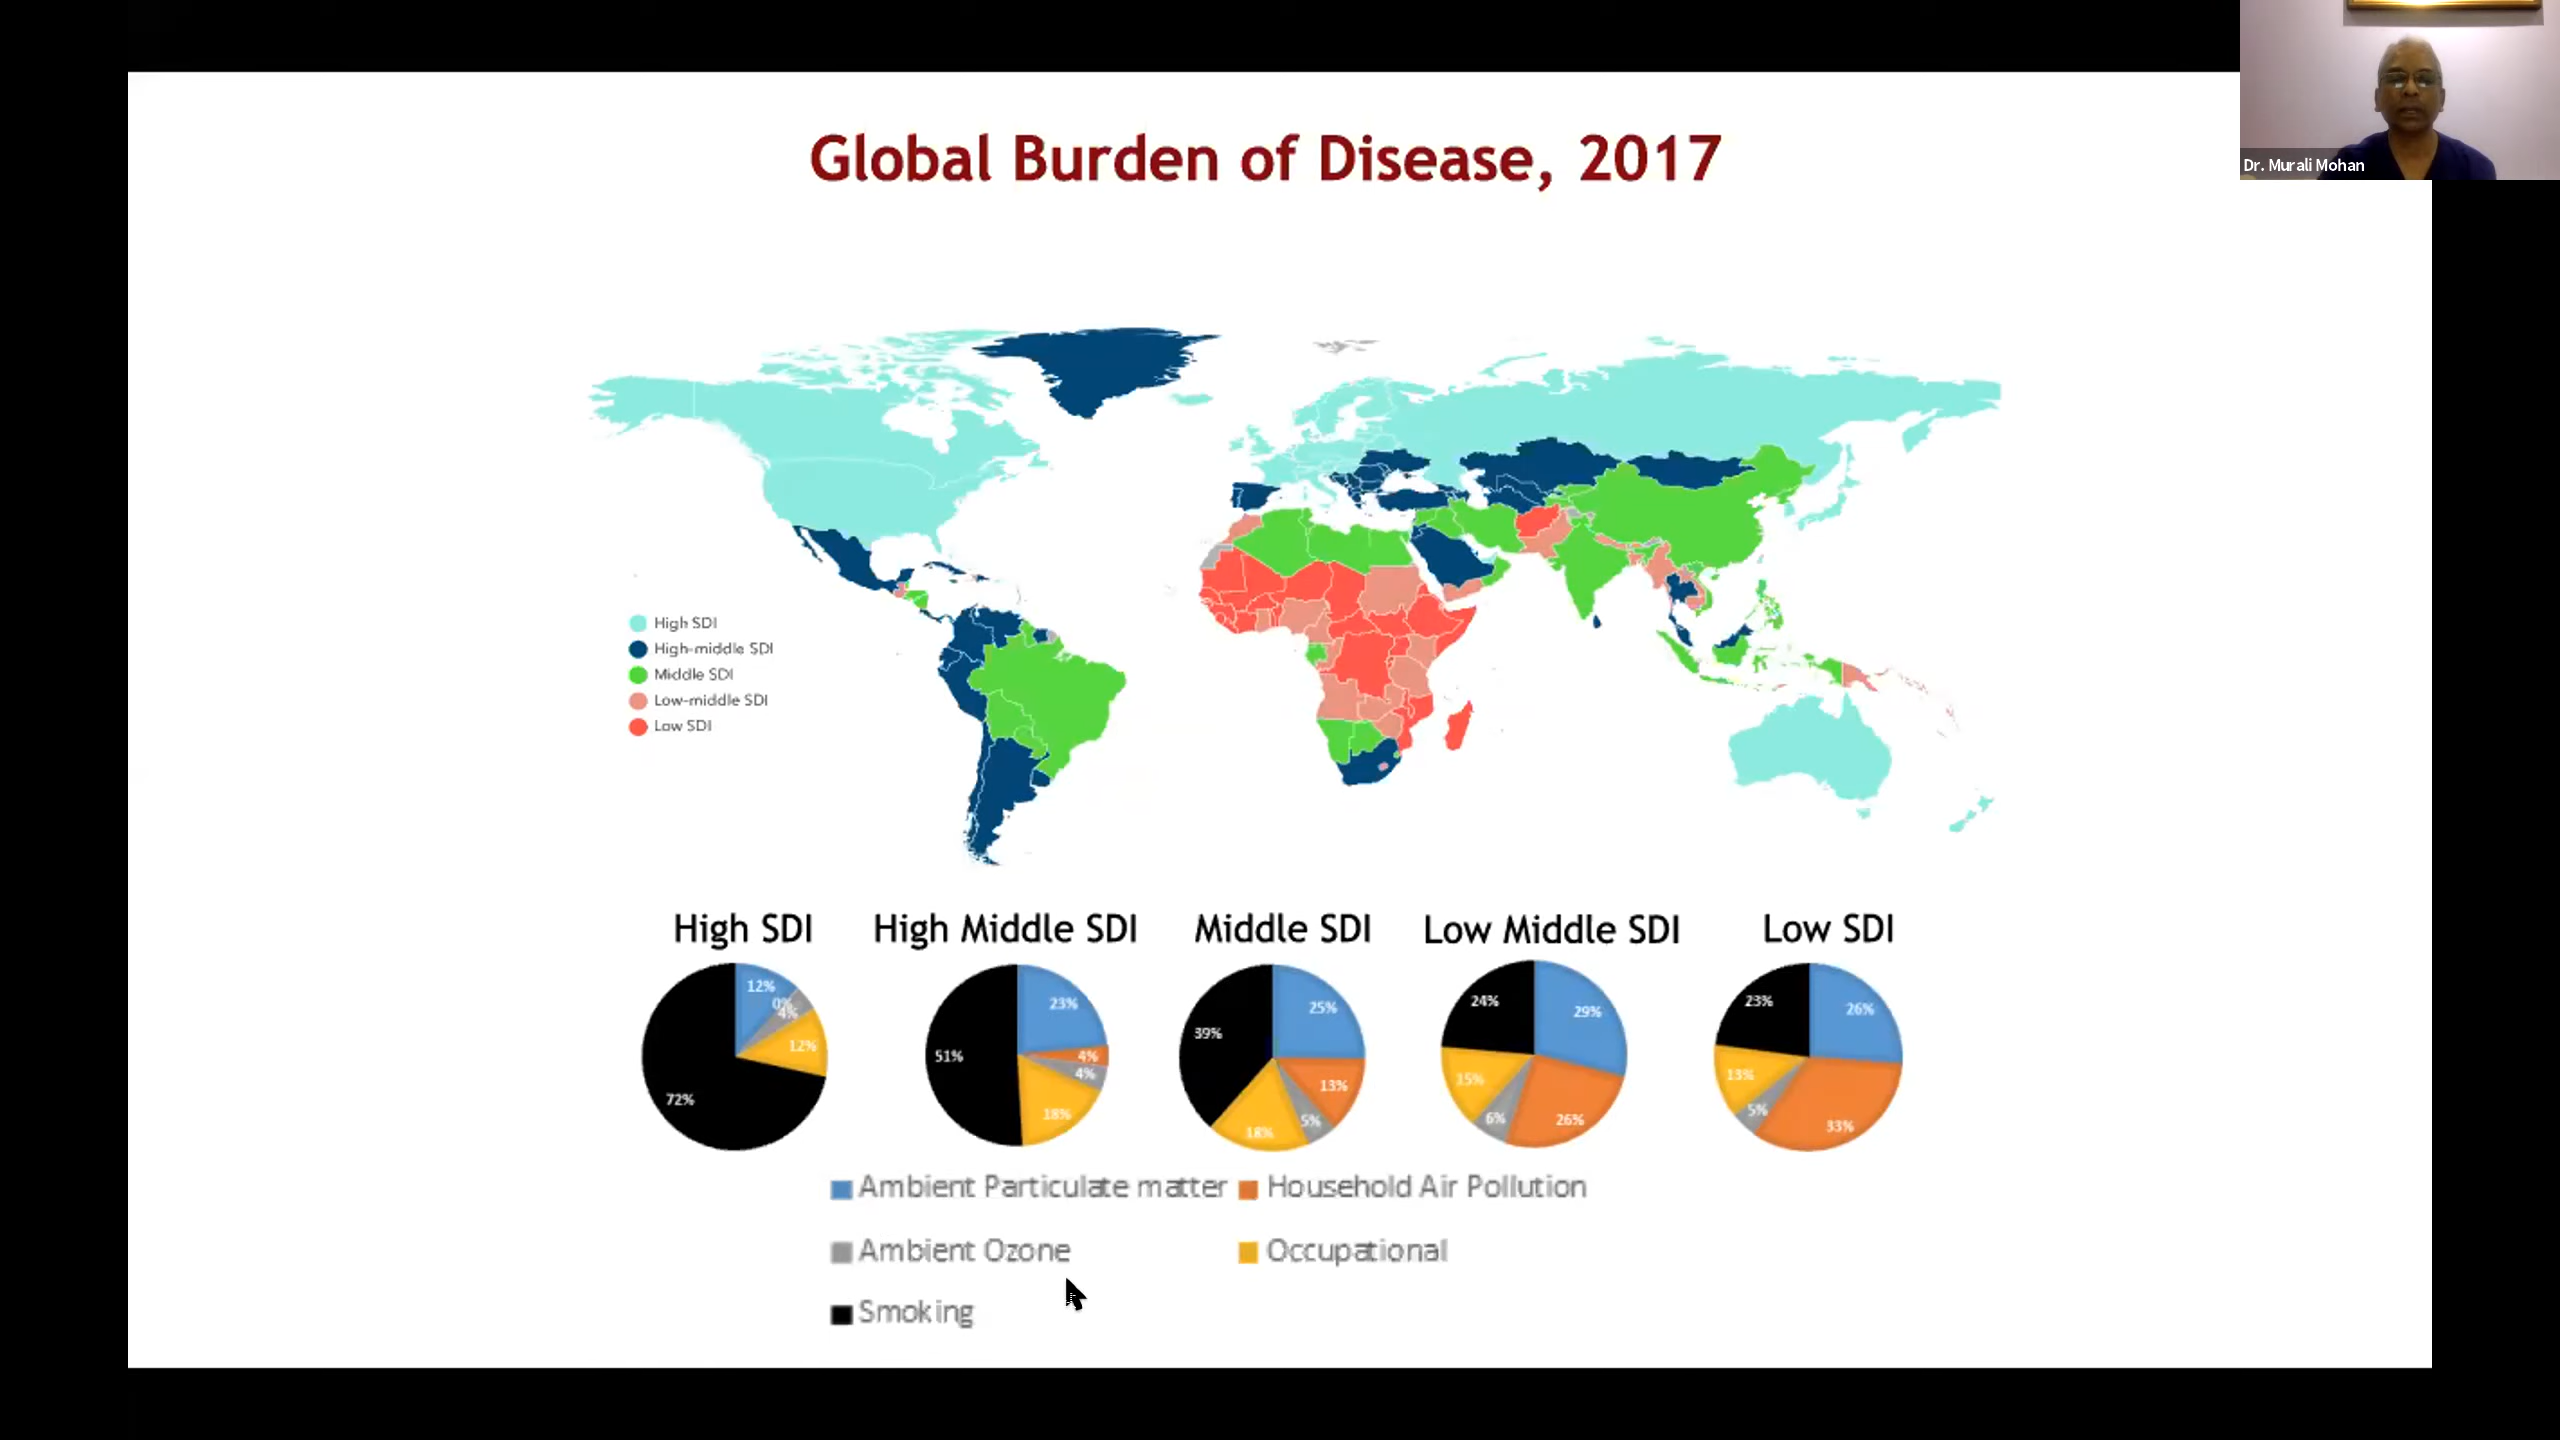 Global Burden of Disease, 2017
Dr. Murali Mohan
High SDI
High-middle SDI
Middle SDI
Low-middle SDI
Low SDI
High SDI
High Middle SDI
Middle SDI
Low Middle SDI
Low SDI
12%
0%
4%
12%
72%
23%
4%
4%
18%
51%
25%
13%
5%
18%
39%
29%
26%
6%
15%
24%
26%
33%
5%
13%
23%
Ambient Particulate matter
Household Air Pollution
Ambient Ozone
Occupational
Smoking